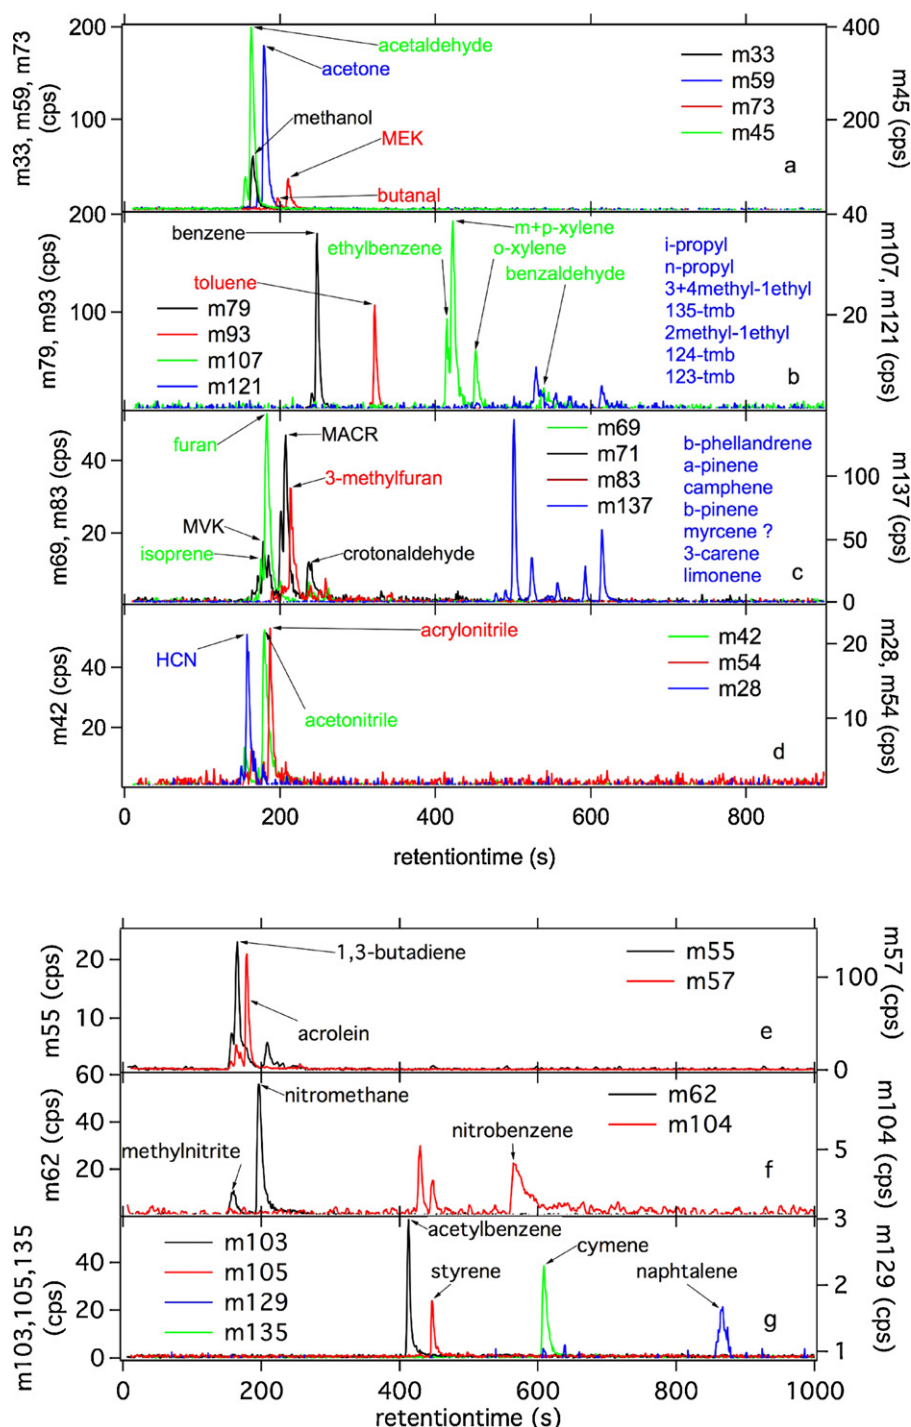 200
100
m33, m59, m73
(cps)
acetaldehyde
acetone
methanol
MEK
butanal
m33
m59
m73
m45
a
400
200
0
m45 (cps)
200
100
m79, m93 (cps)
benzene
toluene
ethylbenzene
m+p-xylene
o-xylene
benzaldehyde
m79
m93
m107
m121
i-propyl
n-propyl
3+4methyl-1ethyl
135-tmb
2methyl-1ethyl
124-tmb
123-tmb
b
40
20
0
m107, m121 (cps)
40
20
m69, m83 (cps)
furan
MACR
3-methylfuran
MVK
isoprene
crotonaldehyde
m69
m71
m83
m137
b-phellandrene
a-pinene
camphene
b-pinene
myrcene ?
3-carene
limonene
c
100
50
0
m137 (cps)
40
20
m42 (cps)
HCN
acrylonitrile
acetonitrile
m42
m54
m28
d
20
10
m28, m54 (cps)
0 200 400 600 800
retentiontime (s)
20
10
m55 (cps)
1,3-butadiene
acrolein
m55
m57
e
100
0
m57 (cps)
60
40
20
m62 (cps)
nitromethane
methylnitrite
nitrobenzene
m62
m104
f
5
m104 (cps)
40
20
0
m103,105,135
(cps)
m103
m105
m129
m135
acetylbenzene
styrene
cymene
naphtalene
g
3
2
1
m129 (cps)
0 200 400 600 800 1000
retentiontime (s)